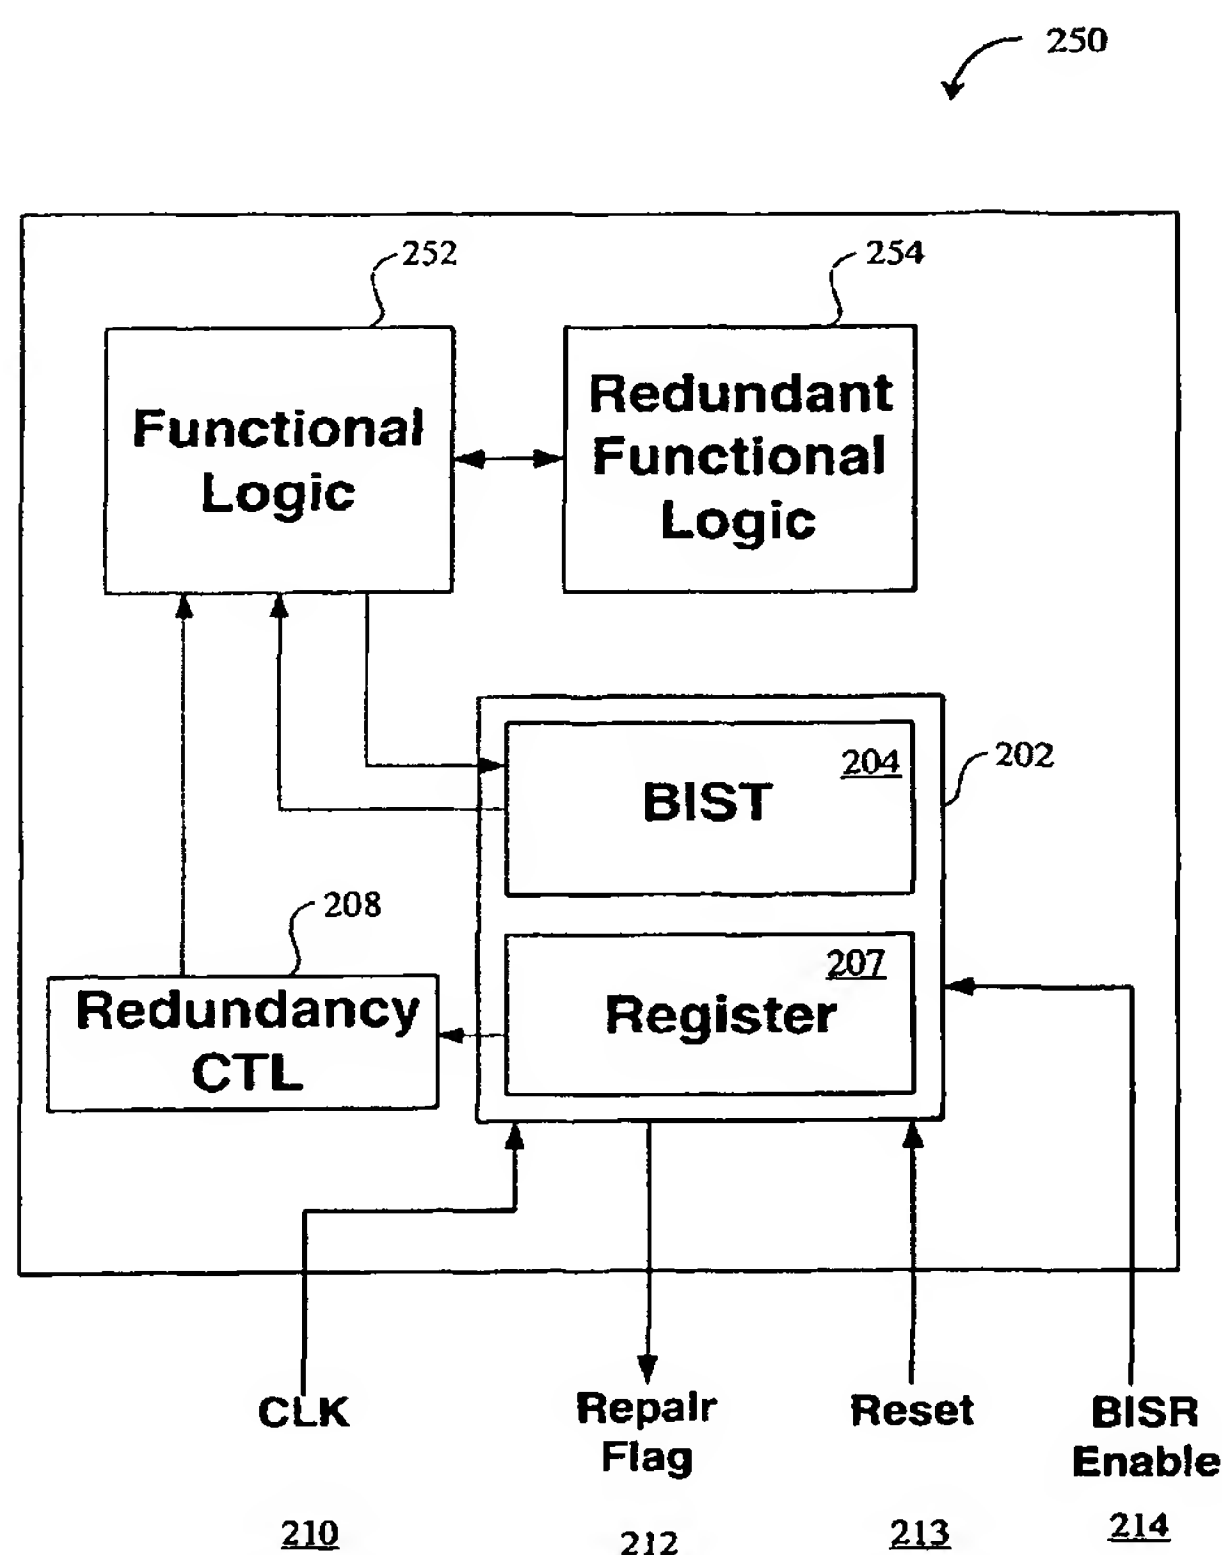 250
252
254
Functional
Logic
Redundant
Functional
Logic
204
BIST
202
208
207
Register
Redundancy
CTL
CLK
Repair
Flag
Reset
BISR
Enable
210
212
213
214